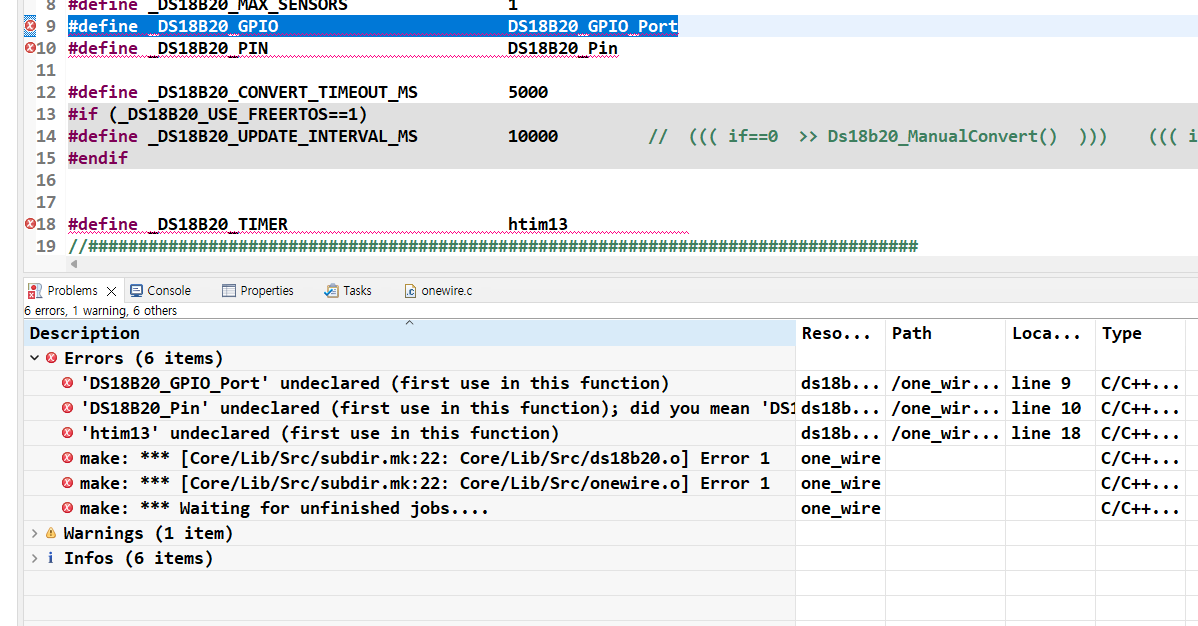 8 #define _DS18B20_MAX_SENSORS 1
9 #define _DS18B20_GPIO DS18B20_GPIO_Port
10 #define _DS18B20_PIN DS18B20_Pin
11
12 #define _DS18B20_CONVERT_TIMEOUT_MS 5000
13 #if (_DS18B20_USE_FREERTOS==1)
14 #define _DS18B20_UPDATE_INTERVAL_MS 10000 // ((( if==0 >> Ds18b20_ManualConvert() ))) ((( i
15 #endif
16
17
18 #define _DS18B20_TIMER htim13
19 //###################################################################################
Problems Console Properties Tasks onewire.c
6 errors, 1 warning, 6 others
Description Reso... Path Loca... Type
Errors (6 items)
'DS18B20_GPIO_Port' undeclared (first use in this function) ds18b... /one_wir... line 9 C/C++...
'DS18B20_Pin' undeclared (first use in this function); did you mean 'DS1 ds18b... /one_wir... line 10 C/C++...
'htim13' undeclared (first use in this function) ds18b... /one_wir... line 18 C/C++...
make: *** [Core/Lib/Src/subdir.mk:22: Core/Lib/Src/ds18b20.o] Error 1 one_wire C/C++...
make: *** [Core/Lib/Src/subdir.mk:22: Core/Lib/Src/onewire.o] Error 1 one_wire C/C++...
make: *** Waiting for unfinished jobs.... one_wire C/C++...
Warnings (1 item)
Infos (6 items)